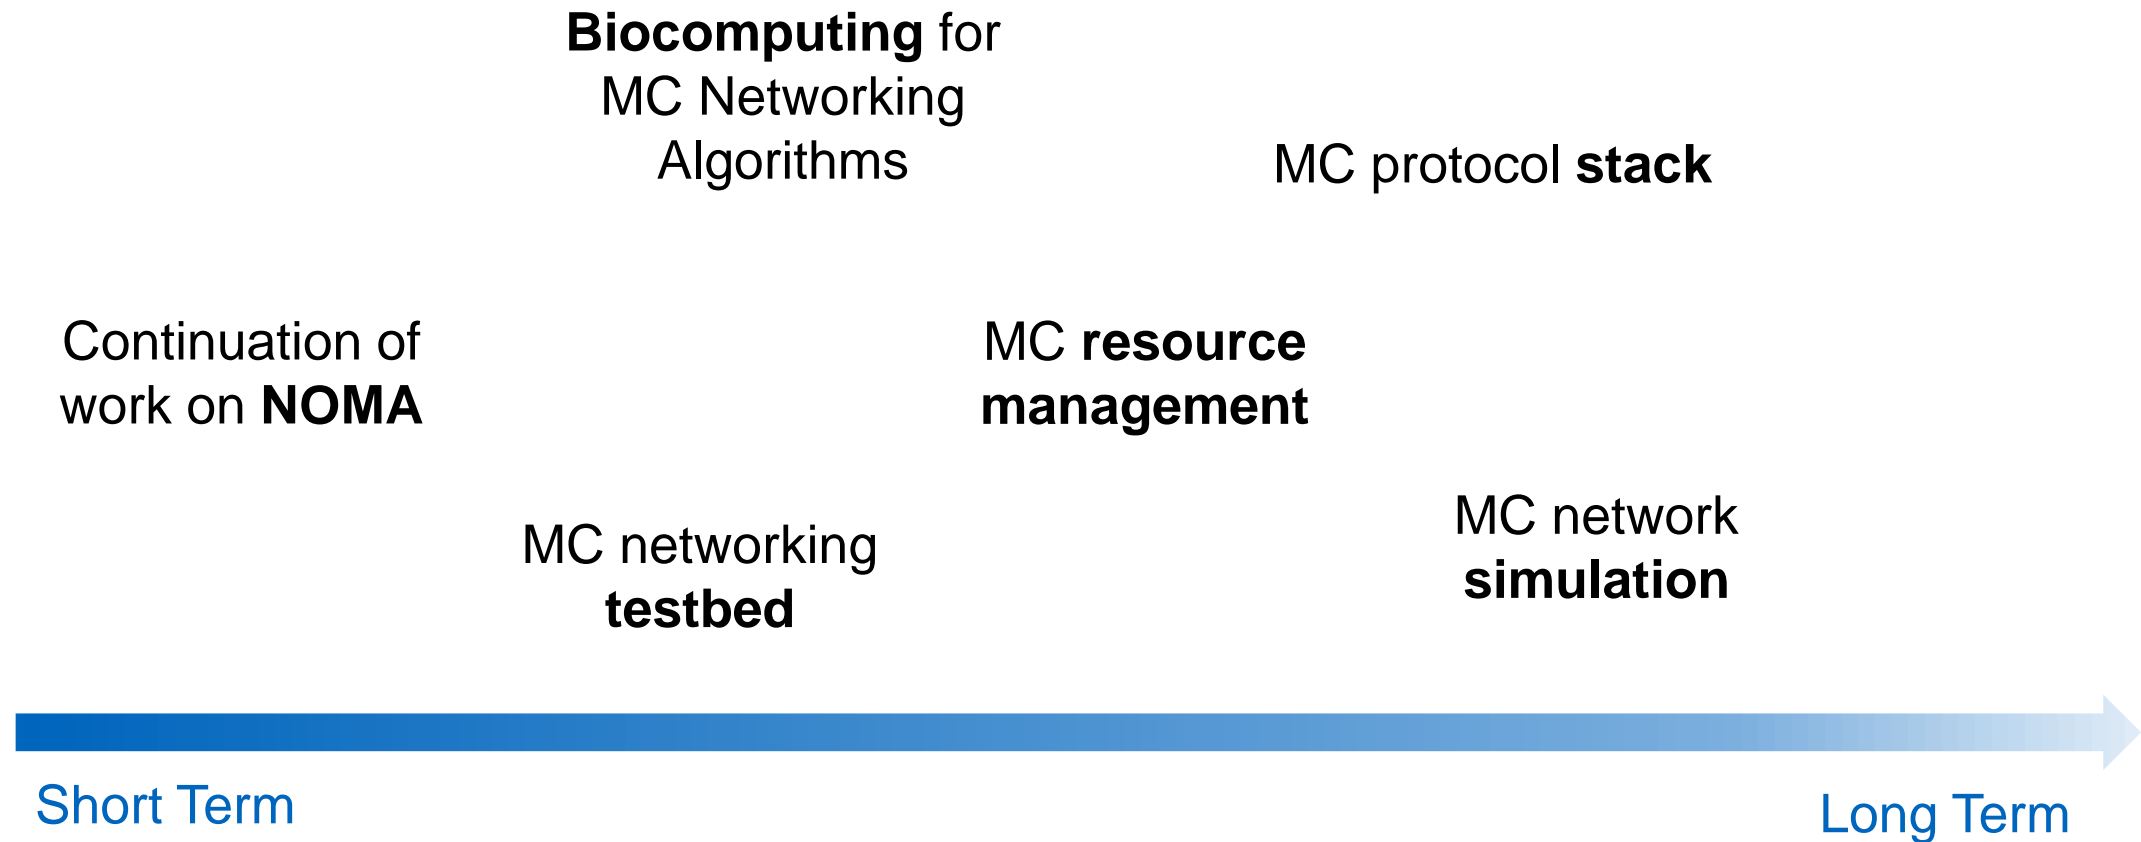 Biocomputing for
MC Networking
Algorithms
MC protocol stack
Continuation of
work on NOMA
MC resource
management
MC networking
testbed
MC network
simulation
Short Term
Long Term